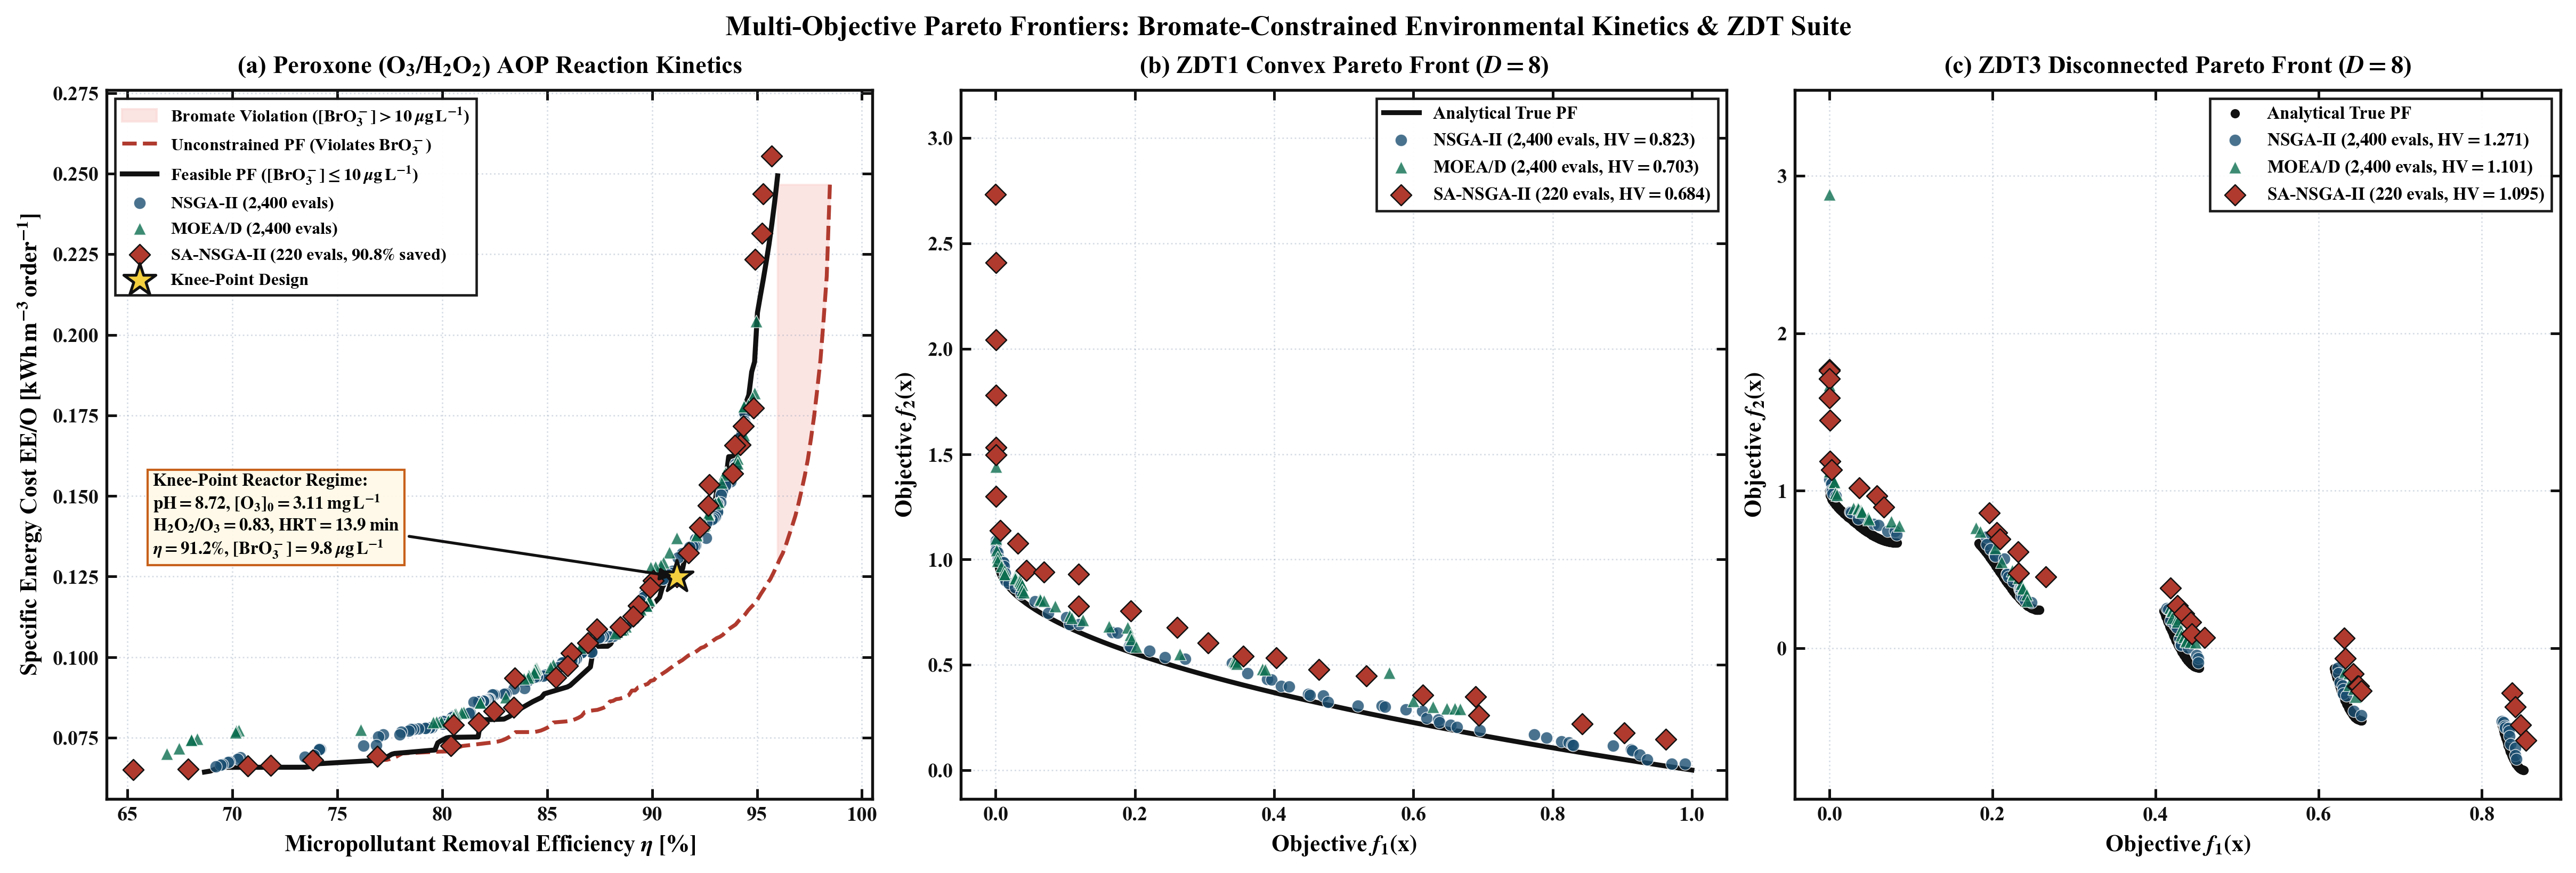 Multi-Objective Pareto Frontiers: Bromate-Constrained Environmental Kinetics & ZDT Suite
(a) Peroxone (O₃/H₂O₂) AOP Reaction Kinetics
Specific Energy Cost EE/O [kWh m⁻³ order⁻¹]
0.275
0.250
0.225
0.200
0.175
0.150
0.125
0.100
0.075
Bromate Violation ([BrO₃⁻] > 10 μg L⁻¹)
Unconstrained PF (Violates BrO₃⁻)
Feasible PF ([BrO₃⁻] ≤ 10 μg L⁻¹)
NSGA-II (2,400 evals)
MOEA/D (2,400 evals)
SA-NSGA-II (220 evals, 90.8% saved)
Knee-Point Design
Knee-Point Reactor Regime:
pH = 8.72, [O₃]₀ = 3.11 mg L⁻¹
H₂O₂/O₃ = 0.83, HRT = 13.9 min
η = 91.2%, [BrO₃⁻] = 9.8 μg L⁻¹
65 70 75 80 85 90 95 100
Micropollutant Removal Efficiency η [%]
(b) ZDT1 Convex Pareto Front (D = 8)
Objective f₂(x)
3.0
2.5
2.0
1.5
1.0
0.5
0.0
Analytical True PF
NSGA-II (2,400 evals, HV = 0.823)
MOEA/D (2,400 evals, HV = 0.703)
SA-NSGA-II (220 evals, HV = 0.684)
0.0 0.2 0.4 0.6 0.8 1.0
Objective f₁(x)
(c) ZDT3 Disconnected Pareto Front (D = 8)
Objective f₂(x)
3
2
1
0
Analytical True PF
NSGA-II (2,400 evals, HV = 1.271)
MOEA/D (2,400 evals, HV = 1.101)
SA-NSGA-II (220 evals, HV = 1.095)
0.0 0.2 0.4 0.6 0.8
Objective f₁(x)